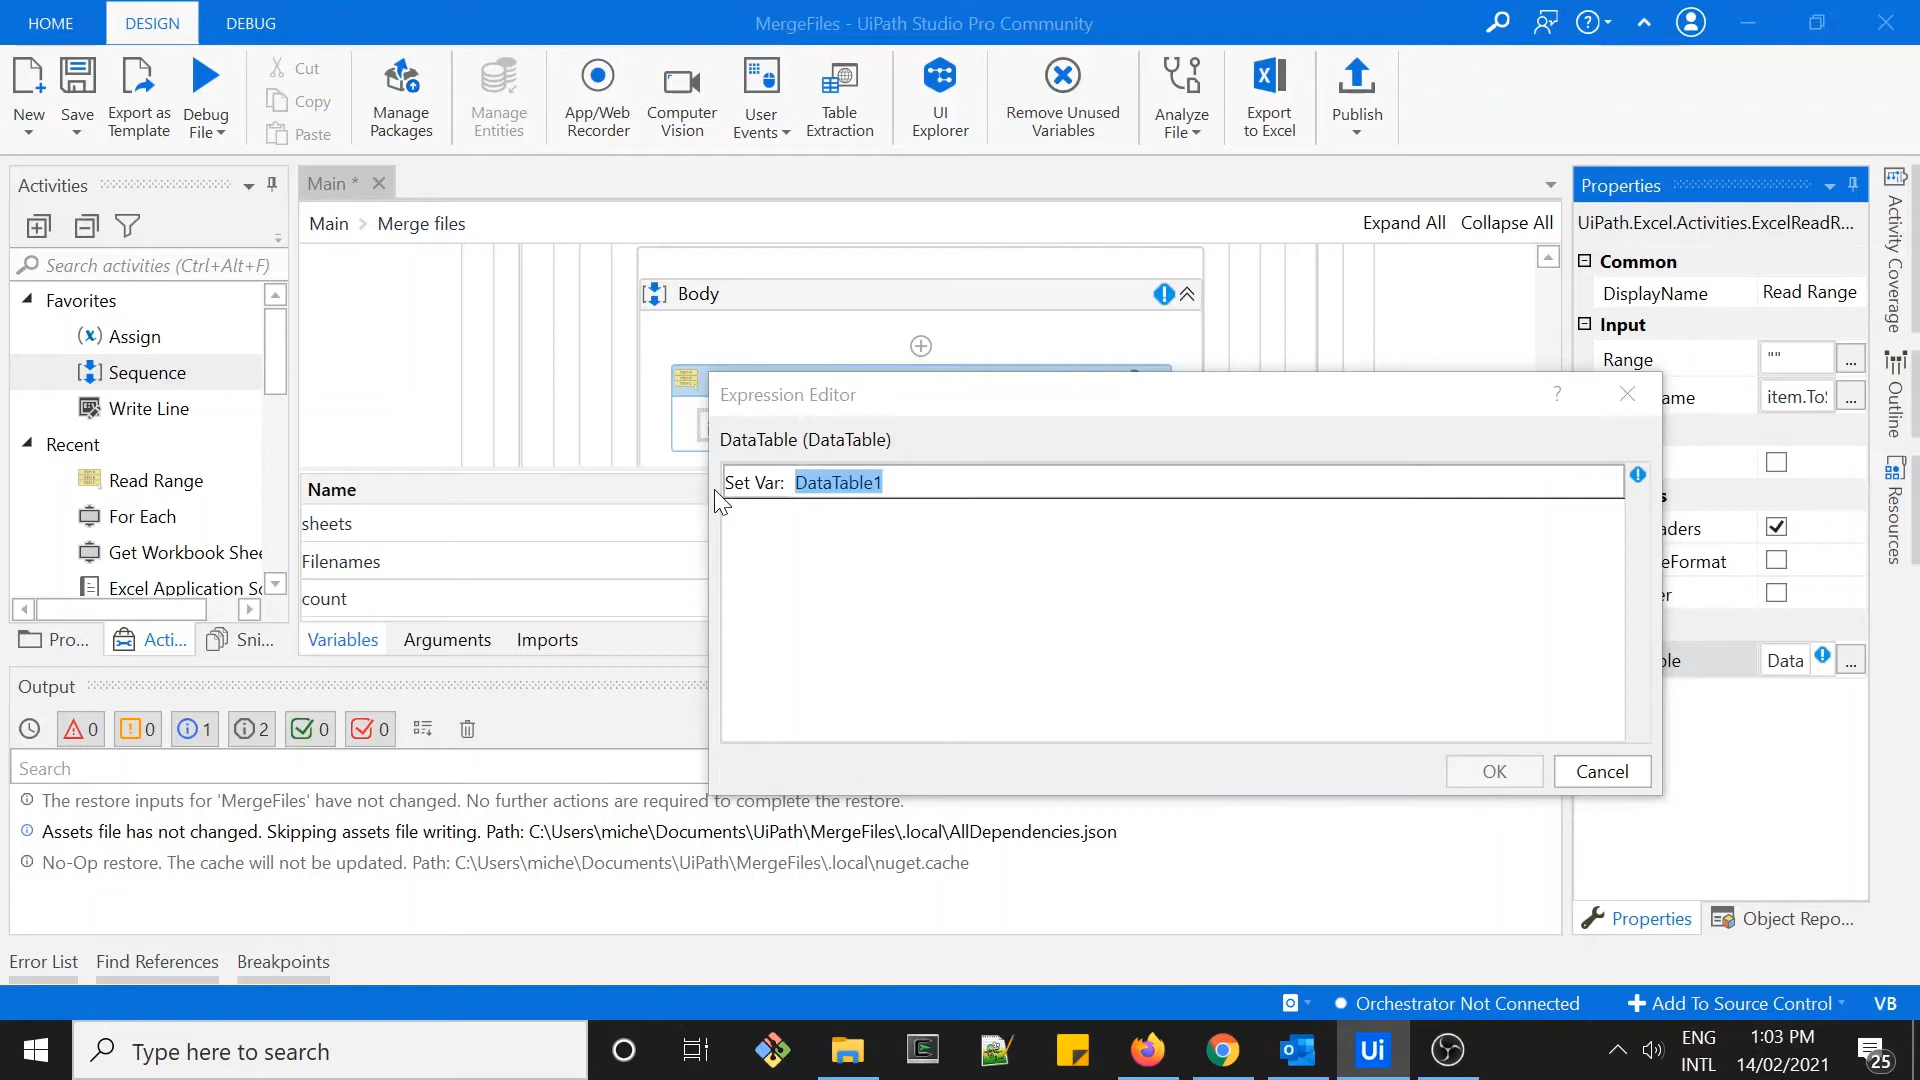 HOME
DESIGN
DEBUG
MergeFiles - UiPath Studio Pro Community
New
Save
Export as
Template
Debug
File
Cut
Copy
Paste
Manage
Packages
Manage
Entities
App/Web
Recorder
Computer
Vision
User
Events
Table
Extraction
UI
Explorer
Remove Unused
Variables
Analyze
File
Export
to Excel
Publish
Activities
Search activities (Ctrl+Alt+F)
Favorites
(x) Assign
Sequence
Write Line
Recent
Read Range
For Each
Get Workbook Shee
Excel Application Sc
Pro...
Acti...
Sni...
Main *
Main > Merge files
Expand All
Collapse All
Body
Name
sheets
Filenames
count
Variables
Arguments
Imports
Expression Editor
?
DataTable (DataTable)
Set Var: DataTable1
OK
Cancel
Properties
UiPath.Excel.Activities.ExcelReadR...
Common
DisplayName
Read Range
Input
Range
""
...
ame
item.To
...
s
aders
eFormat
er
le
Data
...
Properties
Object Repo...
Activity Coverage
Outline
Resources
Output
0
0
1
2
0
0
Search
The restore inputs for 'MergeFiles' have not changed. No further actions are required to complete the restore.
Assets file has not changed. Skipping assets file writing. Path: C:\Users\miche\Documents\UiPath\MergeFiles\.local\AllDependencies.json
No-Op restore. The cache will not be updated. Path: C:\Users\miche\Documents\UiPath\MergeFiles\.local\nuget.cache
Error List
Find References
Breakpoints
Orchestrator Not Connected
Add To Source Control
VB
Type here to search
Ui
ENG
INTL
1:03 PM
14/02/2021
25